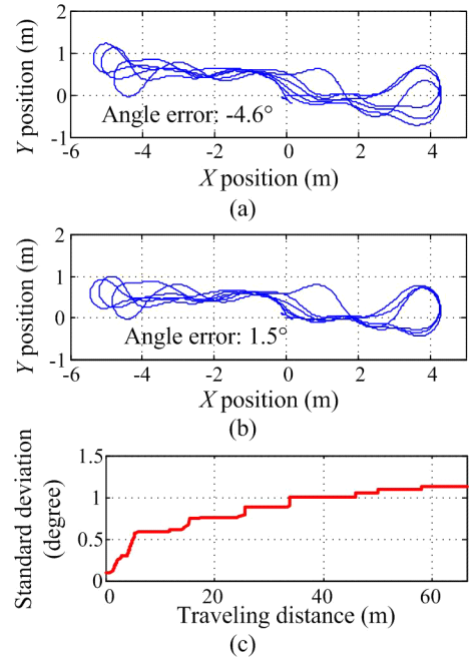 2
1
0
-1
Y position (m)
Angle error: -4.6°
-6 -4 -2 0 2 4
X position (m)
(a)
2
1
0
-1
Y position (m)
Angle error: 1.5°
-6 -4 -2 0 2 4
X position (m)
(b)
1.5
1
0.5
0
Standard deviation
(degree)
0 20 40 60
Traveling distance (m)
(c)